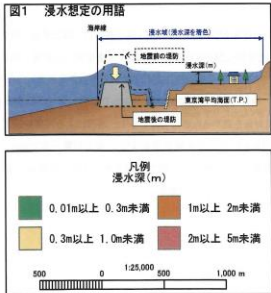 図1 浸水想定の用語
海岸線
浸水域(浸水深を着色)
地震前の堤防
浸水深(m)
東京湾平均海面(T.P.)
地震後の堤防
凡例
浸水深(m)
0.01m以上 0.3m未満
1m以上 2m未満
0.3m以上 1.0m未満
2m以上 5m未満
1:25,000
500 0 500 1,000 m